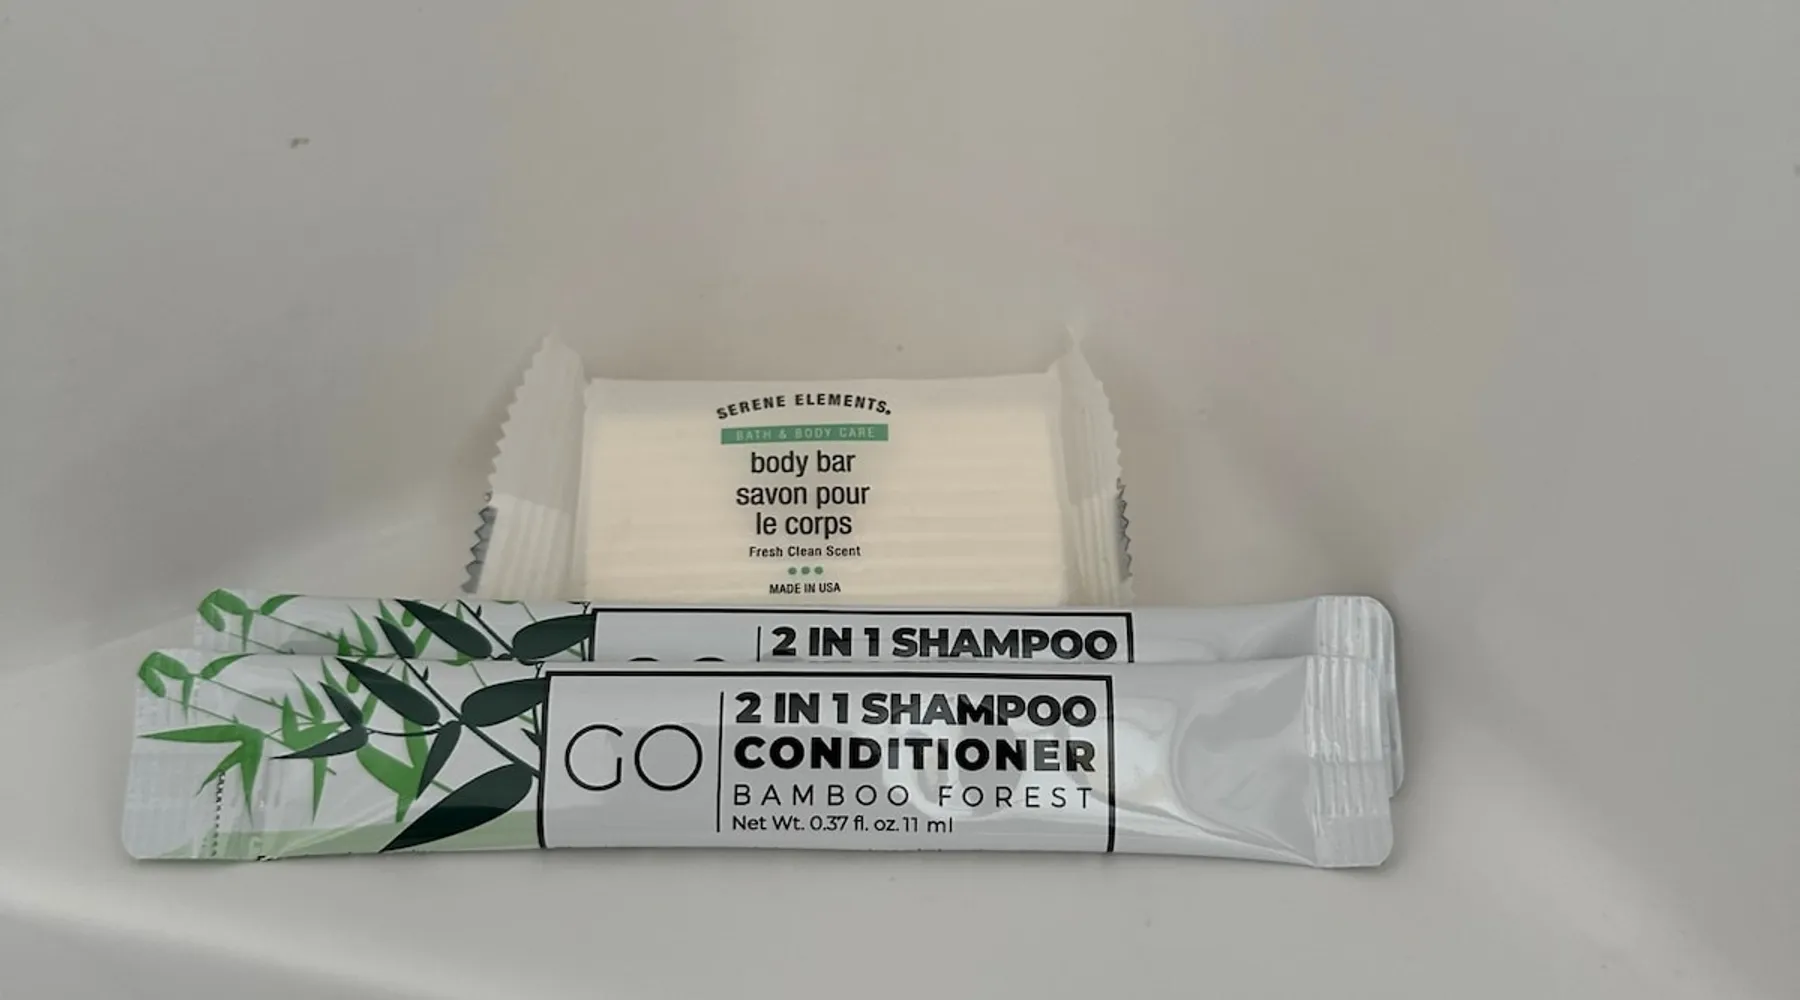 SERENE ELEMENTS.
BATH & BODY CARE
body bar
savon pour
le corps
Fresh Clean Scent
MADE IN USA
2 IN 1 SHAMPOO
GO
2 IN 1 SHAMPOO
CONDITIONER
BAMBOO FOREST
Net Wt. 0.37 fl. oz. 11 ml